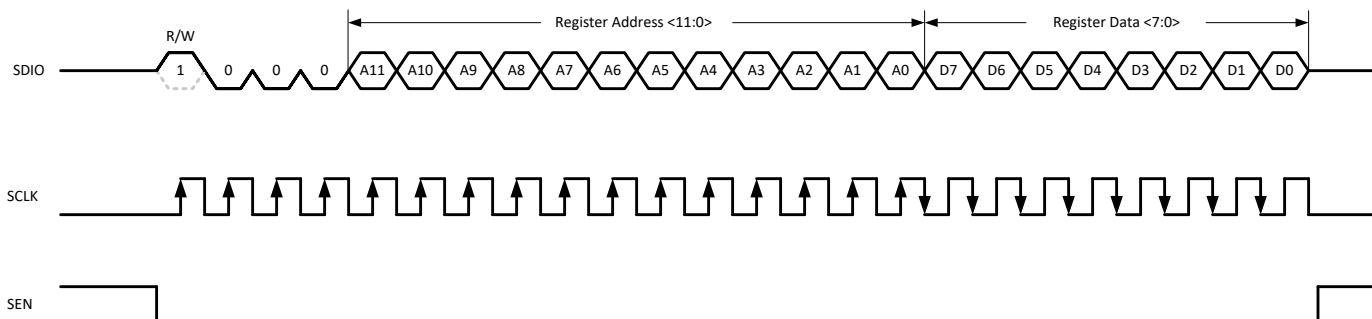 Register Address <11:0> Register Data <7:0>
R/W
SDIO 1 0 0 0 A11 A10 A9 A8 A7 A6 A5 A4 A3 A2 A1 A0 D7 D6 D5 D4 D3 D2 D1 D0
SCLK
SEN